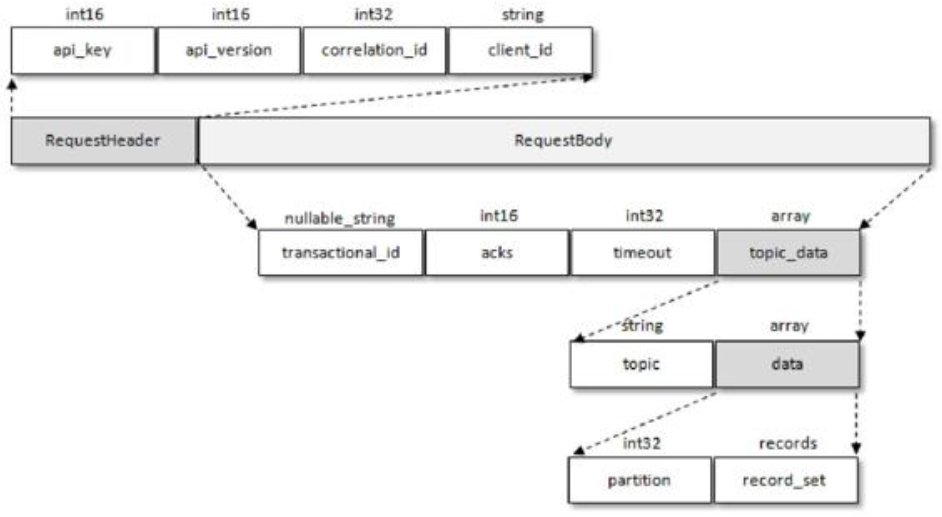 int16 int16 int32 string
api_key api_version correlation_id client_id
RequestHeader RequestBody
nullable_string int16 int32 array
transactional_id acks timeout topic_data
string array
topic data
int32 records
partition record_set